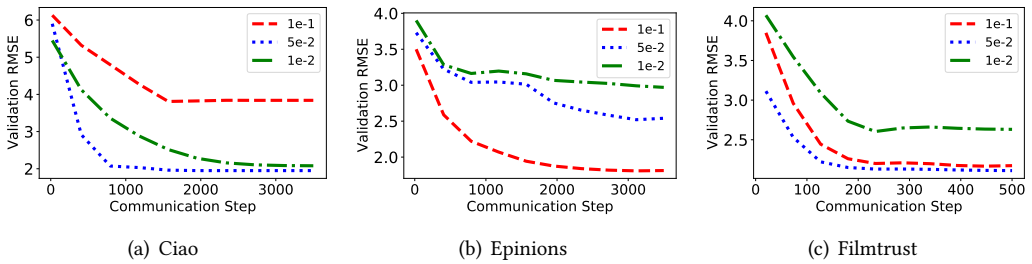 1e-1
5e-2
1e-2
6
5
4
3
2
Validation RMSE
0
1000
2000
3000
Communication Step
(a) Ciao
1e-1
5e-2
1e-2
4.0
3.5
3.0
2.5
2.0
Validation RMSE
0
1000
2000
3000
Communication Step
(b) Epinions
1e-1
5e-2
1e-2
4.0
3.5
3.0
2.5
Validation RMSE
0
100
200
300
400
500
Communication Step
(c) Filmtrust